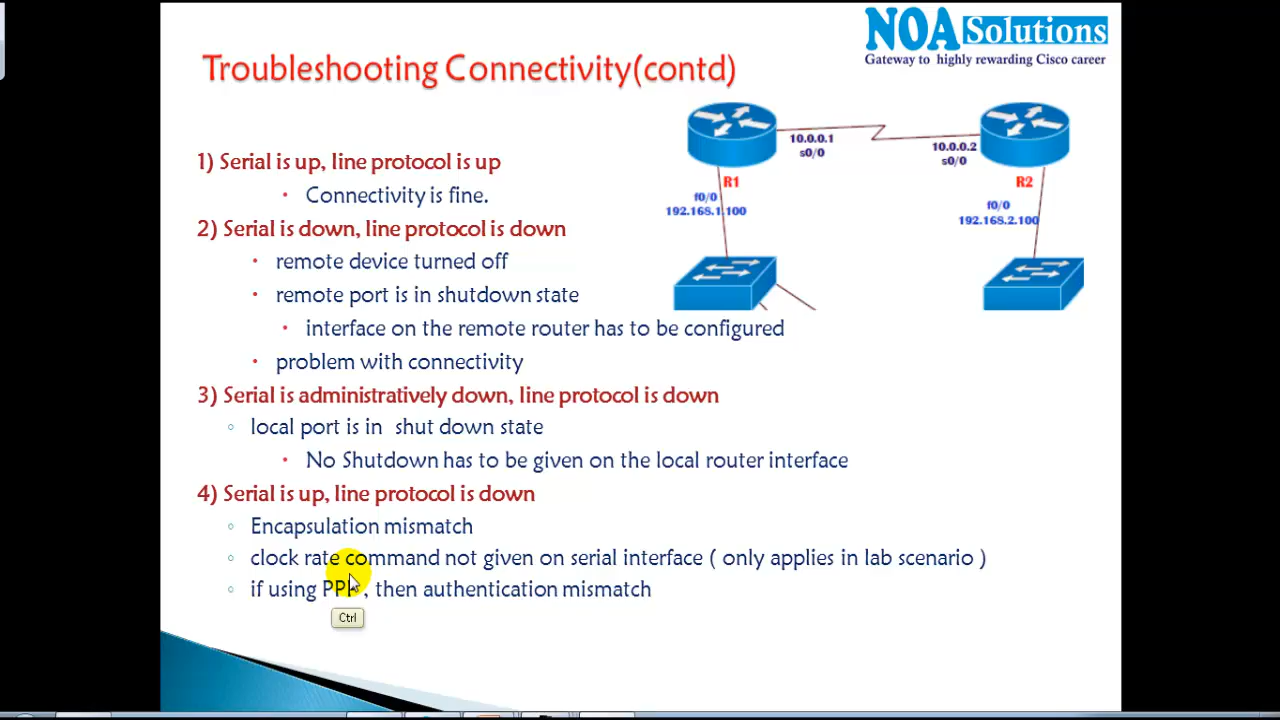 NOA Solutions
Gateway to highly rewarding Cisco career
Troubleshooting Connectivity(contd)
10.0.0.1
s0/0
10.0.0.2
s0/0
R1
R2
f0/0
192.168.1.100
f0/0
192.168.2.100
1) Serial is up, line protocol is up
• Connectivity is fine.
2) Serial is down, line protocol is down
• remote device turned off
• remote port is in shutdown state
• interface on the remote router has to be configured
• problem with connectivity
3) Serial is administratively down, line protocol is down
◦ local port is in shut down state
• No Shutdown has to be given on the local router interface
4) Serial is up, line protocol is down
◦ Encapsulation mismatch
◦ clock rate command not given on serial interface ( only applies in lab scenario )
◦ if using PPP , then authentication mismatch
Ctrl